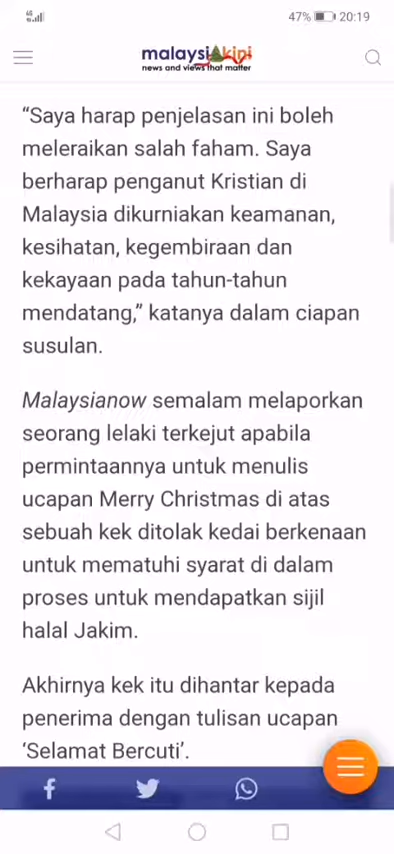 47% 20:19
malaysiakini
news and views that matter
“Saya harap penjelasan ini boleh
meleraikan salah faham. Saya
berharap penganut Kristian di
Malaysia dikurniakan keamanan,
kesihatan, kegembiraan dan
kekayaan pada tahun-tahun
mendatang,” katanya dalam ciapan
susulan.
Malaysianow semalam melaporkan
seorang lelaki terkejut apabila
permintaannya untuk menulis
ucapan Merry Christmas di atas
sebuah kek ditolak kedai berkenaan
untuk mematuhi syarat di dalam
proses untuk mendapatkan sijil
halal Jakim.
Akhirnya kek itu dihantar kepada
penerima dengan tulisan ucapan
‘Selamat Bercuti’.